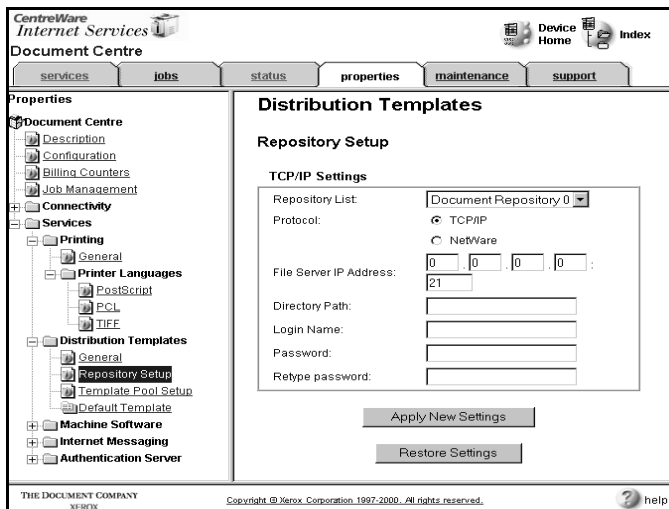 CentreWare
Internet Services
Document Centre
Device
Home
Index
services
jobs
status
properties
maintenance
support
Properties
Document Centre
Description
Configuration
Billing Counters
Job Management
Connectivity
Services
Printing
General
Printer Languages
PostScript
PCL
TIFF
Distribution Templates
General
Repository Setup
Template Pool Setup
Default Template
Machine Software
Internet Messaging
Authentication Server
Distribution Templates
Repository Setup
TCP/IP Settings
Repository List: Document Repository 0
Protocol: TCP/IP
NetWare
File Server IP Address: 0 . 0 . 0 . 0 :
21
Directory Path:
Login Name:
Password:
Retype password:
Apply New Settings
Restore Settings
THE DOCUMENT COMPANY
XEROX
Copyright © Xerox Corporation 1997-2000. All rights reserved.
? help